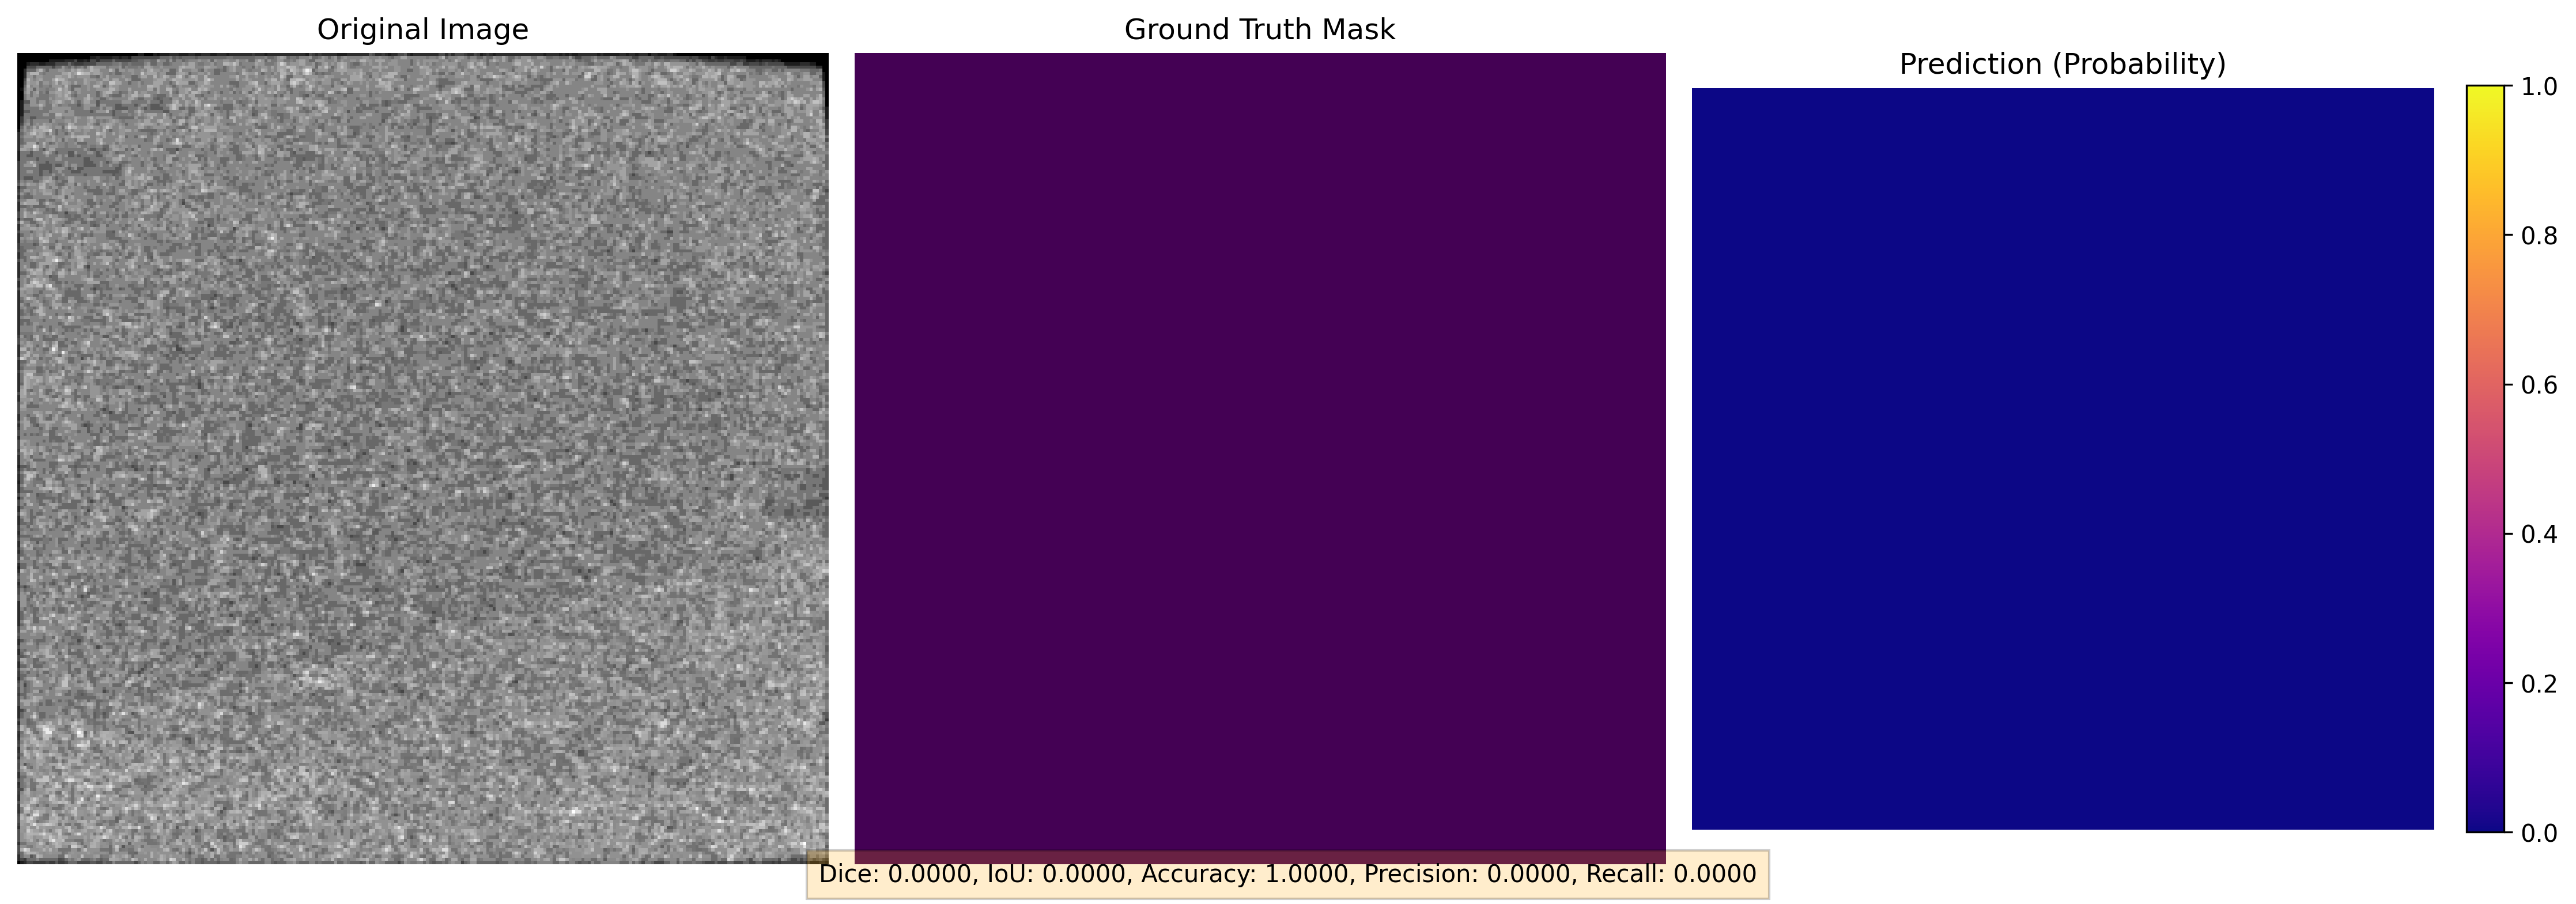 Original Image
Ground Truth Mask
Prediction (Probability)
1.0
0.8
0.6
0.4
0.2
0.0
Dice: 0.0000, IoU: 0.0000, Accuracy: 1.0000, Precision: 0.0000, Recall: 0.0000